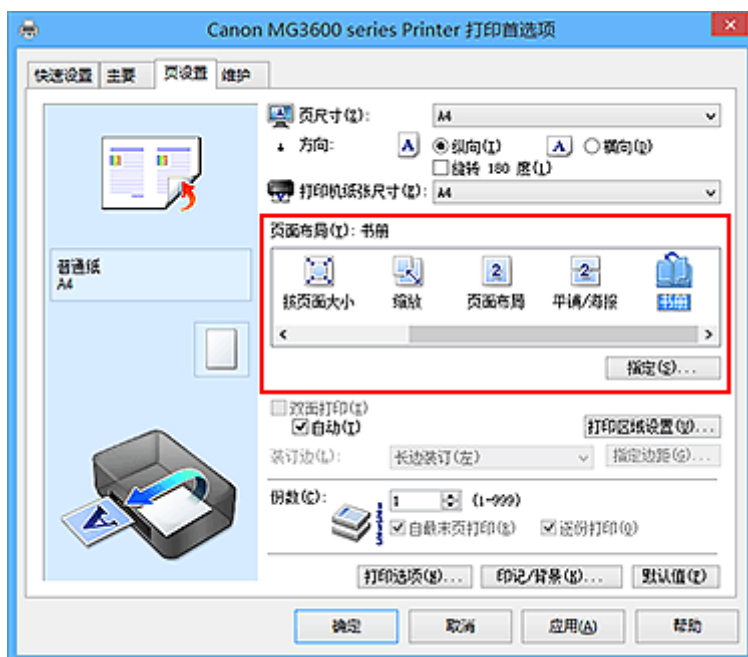 Canon MG3600 series Printer 打印首选项
快速设置 主要 页设置 维护
页尺寸(Z): A4
方向: A 纵向(T) A 横向(D)
旋转 180 度(L)
打印机纸张尺寸(E): A4
页面布局(Y): 书册
按页面大小 缩放 页面布局 平铺/海报 书册
指定(S)...
普通纸
A4
双面打印(X)
自动(I) 打印区域设置(W)...
装订边(L): 长边装订(左) 指定边距(G)...
份数(C): 1 (1-999)
自最末页打印(R) 逐份打印(O)
打印选项(N)... 印记/背景(K)... 默认值(F)
确定 取消 应用(A) 帮助